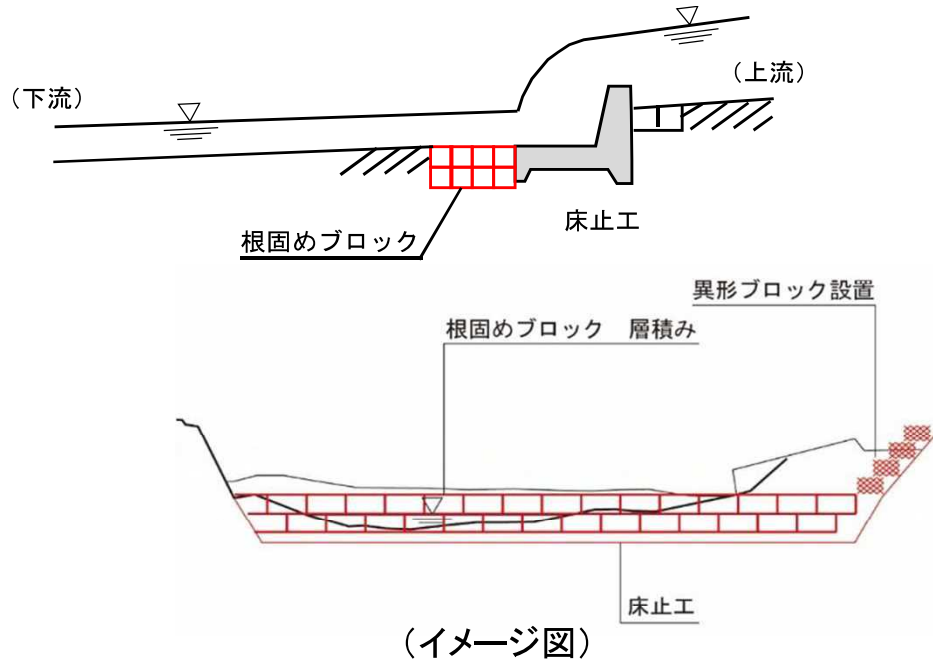 （上流）
（下流）
床止工
根固めブロック
異形ブロック設置
根固めブロック　層積み
床止工
（イメージ図）